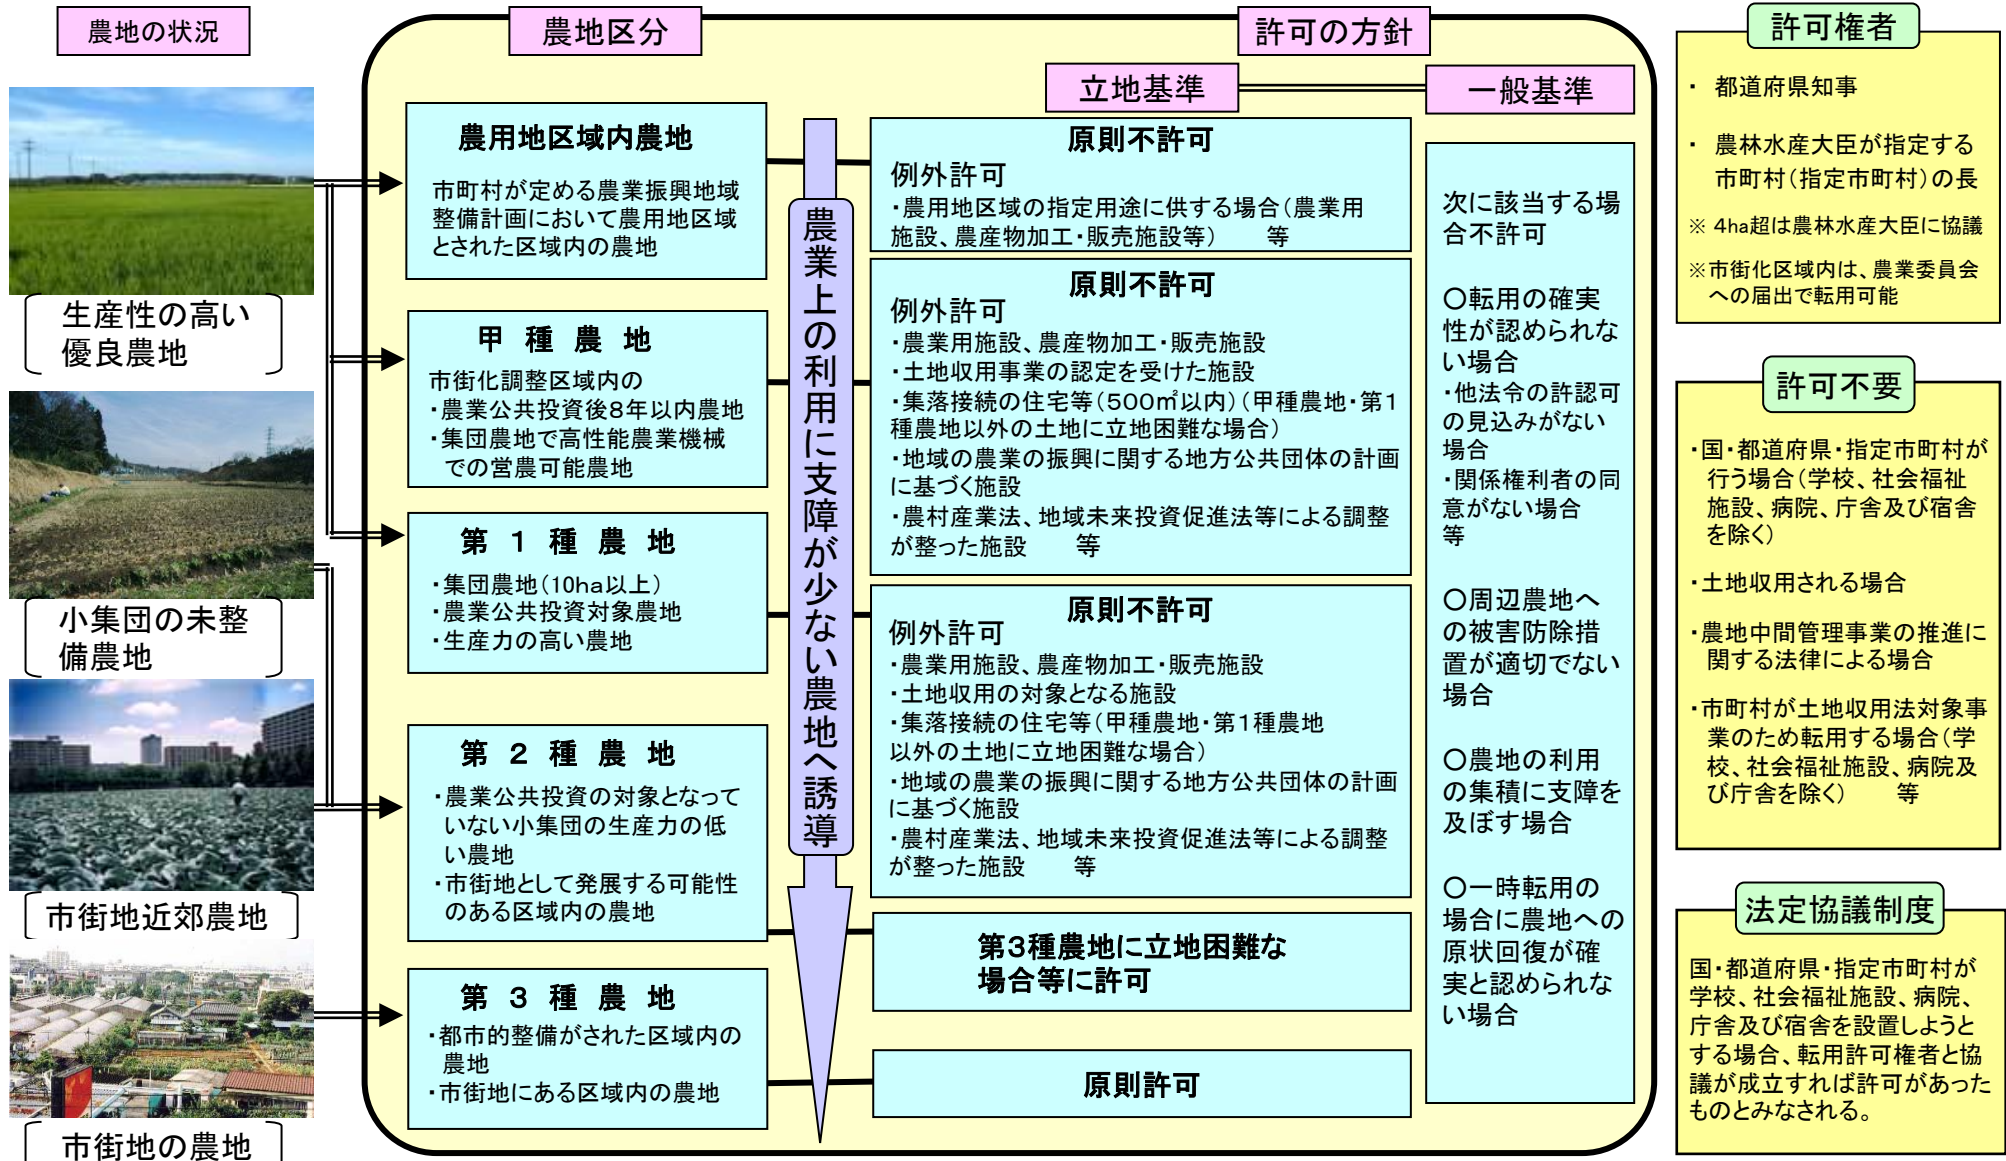 農地の状況
生産性の高い
優良農地
小集団の未整
備農地
市街地近郊農地
市街地の農地
農地区分
許可の方針
立地基準
一般基準
農用地区域内農地
市町村が定める農業振興地域
整備計画において農用地区域
とされた区域内の農地
甲種農地
市街化調整区域内の
・農業公共投資後8年以内農地
・集団農地で高性能農業機械
での営農可能農地
第1種農地
・集団農地(10ha以上)
・農業公共投資対象農地
・生産力の高い農地
第2種農地
・農業公共投資の対象となって
いない小集団の生産力の低
い農地
・市街地として発展する可能性
のある区域内の農地
第3種農地
・都市的整備がされた区域内の
農地
・市街地にある区域内の農地
農業上の利用に支障が少ない農地へ誘導
原則不許可
例外許可
・農用地区域の指定用途に供する場合(農業用
施設、農産物加工・販売施設等) 等
原則不許可
例外許可
・農業用施設、農産物加工・販売施設
・土地収用事業の認定を受けた施設
・集落接続の住宅等(500㎡以内)(甲種農地・第1
種農地以外の土地に立地困難な場合)
・地域の農業の振興に関する地方公共団体の計画
に基づく施設
・農村産業法、地域未来投資促進法等による調整
が整った施設 等
原則不許可
例外許可
・農業用施設、農産物加工・販売施設
・土地収用の対象となる施設
・集落接続の住宅等(甲種農地・第1種農地
以外の土地に立地困難な場合)
・地域の農業の振興に関する地方公共団体の計画
に基づく施設
・農村産業法、地域未来投資促進法等による調整
が整った施設 等
第3種農地に立地困難な
場合等に許可
原則許可
次に該当する場
合不許可
○転用の確実
性が認められな
い場合
・他法令の許認可
の見込みがない
場合
・関係権利者の同
意がない場合
等
○周辺農地へ
の被害防除措
置が適切でない
場合
○農地の利用
の集積に支障を
及ぼす場合
○一時転用の
場合に農地への
原状回復が確
実と認められな
い場合
許可権者
・ 都道府県知事
・ 農林水産大臣が指定する
市町村(指定市町村)の長
※ 4ha超は農林水産大臣に協議
※市街化区域内は、農業委員会
への届出で転用可能
許可不要
・国・都道府県・指定市町村が
行う場合(学校、社会福祉
施設、病院、庁舎及び宿舎
を除く)
・土地収用される場合
・農地中間管理事業の推進に
関する法律による場合
・市町村が土地収用法対象事
業のため転用する場合(学
校、社会福祉施設、病院及
び庁舎を除く) 等
法定協議制度
国・都道府県・指定市町村が
学校、社会福祉施設、病院、
庁舎及び宿舎を設置しようと
する場合、転用許可権者と協
議が成立すれば許可があった
ものとみなされる。